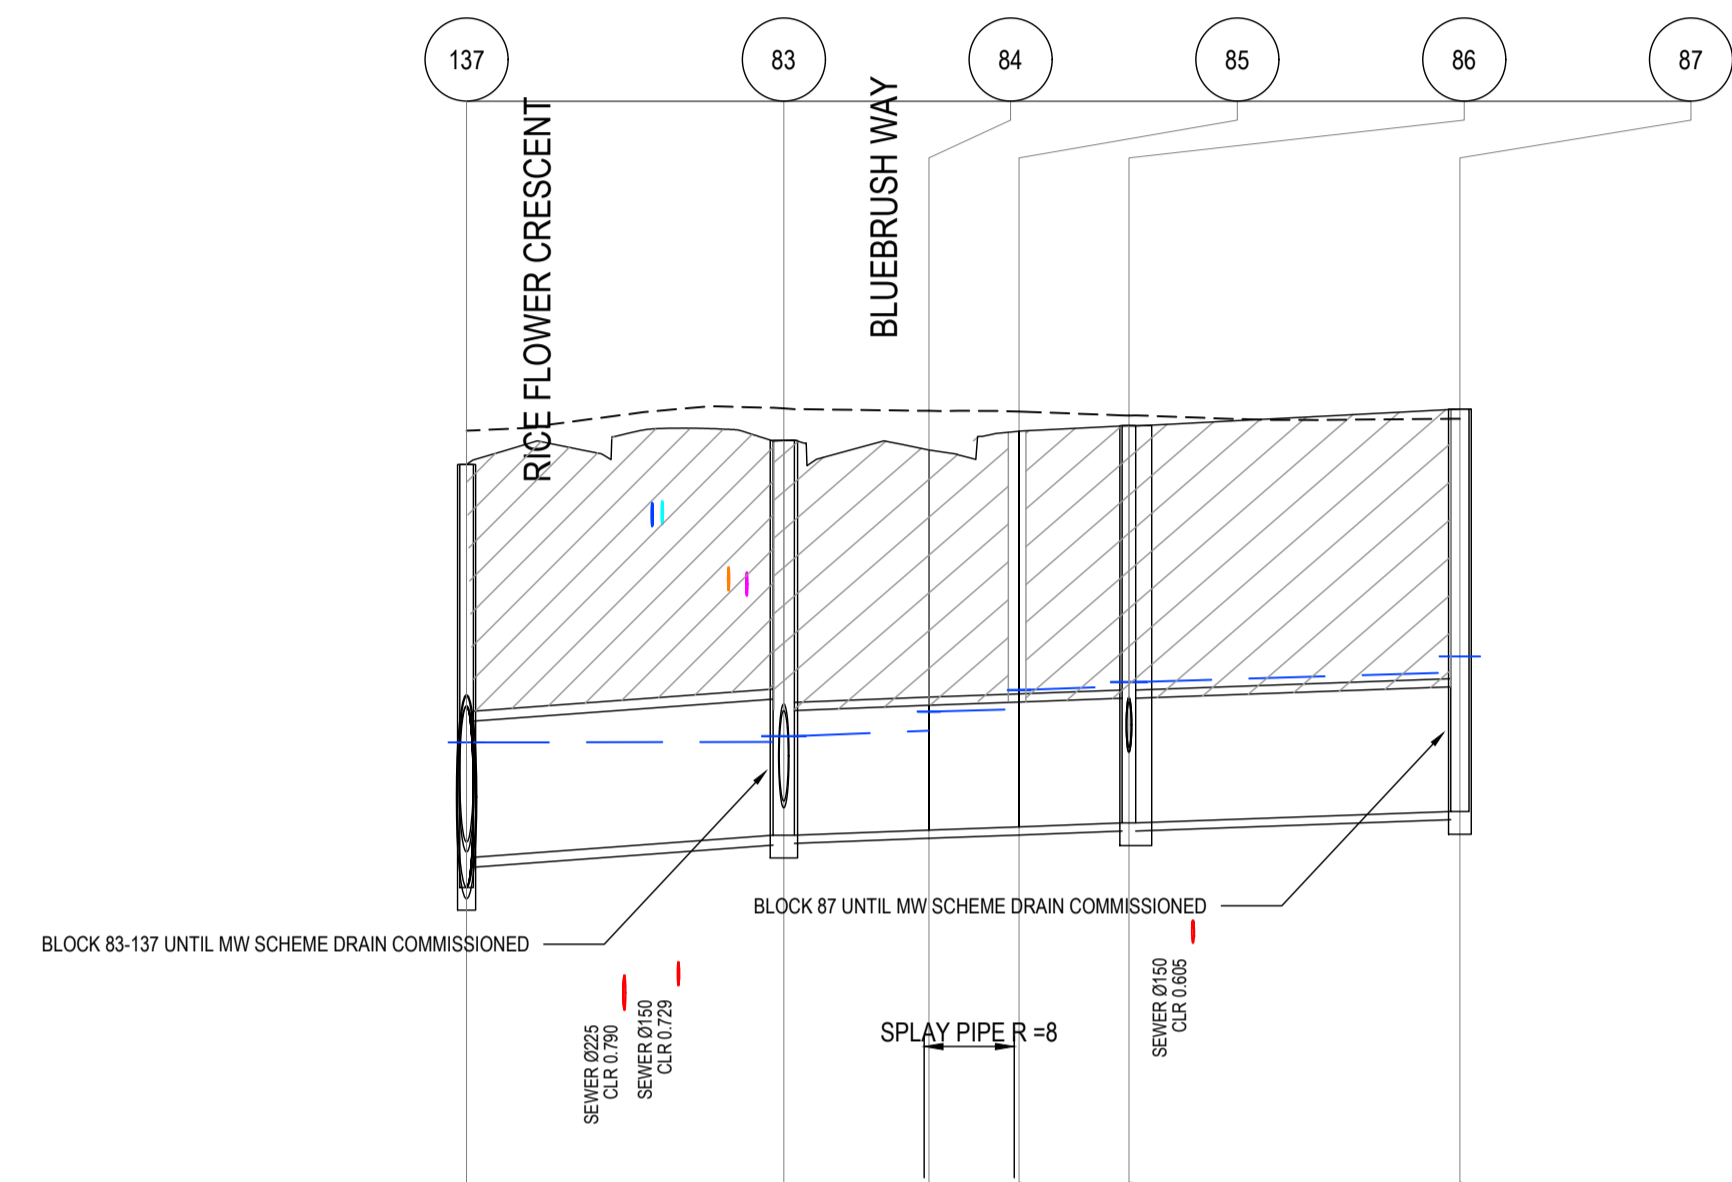 137
83
84
85
86
87
RICE FLOWER CRESCENT
BLUEBRUSH WAY
BLOCK 87 UNTIL MW SCHEME DRAIN COMMISSIONED
BLOCK 83-137 UNTIL MW SCHEME DRAIN COMMISSIONED
SEWER Ø225
CLR 0.790
SEWER Ø150
CLR 0.729
SPLAY PIPE R =8
SEWER Ø150
CLR 0.605